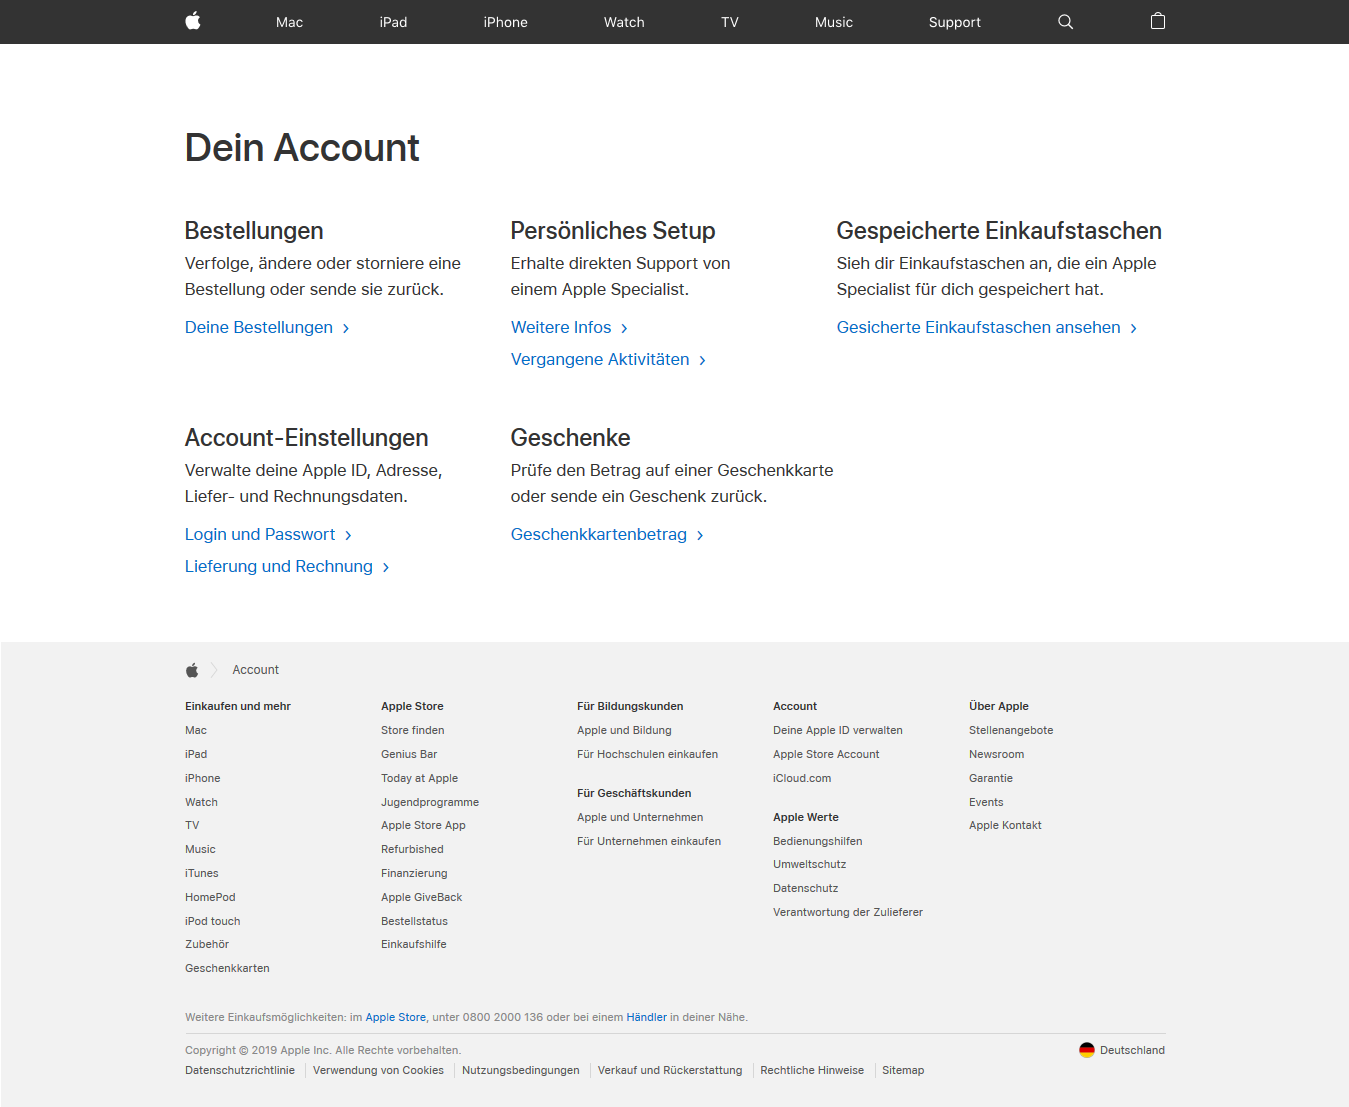 Mac iPad iPhone Watch TV Music Support
Dein Account
Bestellungen
Verfolge, ändere oder storniere eine
Bestellung oder sende sie zurück.
Deine Bestellungen
Persönliches Setup
Erhalte direkten Support von
einem Apple Specialist.
Weitere Infos
Vergangene Aktivitäten
Gespeicherte Einkaufstaschen
Sieh dir Einkaufstaschen an, die ein Apple
Specialist für dich gespeichert hat.
Gesicherte Einkaufstaschen ansehen
Account-Einstellungen
Verwalte deine Apple ID, Adresse,
Liefer- und Rechnungsdaten.
Login und Passwort
Lieferung und Rechnung
Geschenke
Prüfe den Betrag auf einer Geschenkkarte
oder sende ein Geschenk zurück.
Geschenkkartenbetrag
Account
Einkaufen und mehr
Mac
iPad
iPhone
Watch
TV
Music
iTunes
HomePod
iPod touch
Zubehör
Geschenkkarten
Apple Store
Store finden
Genius Bar
Today at Apple
Jugendprogramme
Apple Store App
Refurbished
Finanzierung
Apple GiveBack
Bestellstatus
Einkaufshilfe
Für Bildungskunden
Apple und Bildung
Für Hochschulen einkaufen
Für Geschäftskunden
Apple und Unternehmen
Für Unternehmen einkaufen
Account
Deine Apple ID verwalten
Apple Store Account
iCloud.com
Apple Werte
Bedienungshilfen
Umweltschutz
Datenschutz
Verantwortung der Zulieferer
Über Apple
Stellenangebote
Newsroom
Garantie
Events
Apple Kontakt
Weitere Einkaufsmöglichkeiten: im Apple Store, unter 0800 2000 136 oder bei einem Händler in deiner Nähe.
Copyright © 2019 Apple Inc. Alle Rechte vorbehalten.
Deutschland
Datenschutzrichtlinie Verwendung von Cookies Nutzungsbedingungen Verkauf und Rückerstattung Rechtliche Hinweise Sitemap